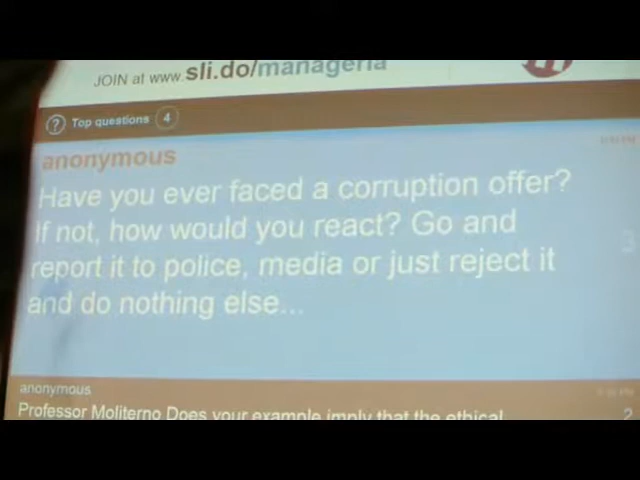 JOIN at www.sli.do/manageria
? Top questions 4
anonymous
Have you ever faced a corruption offer?
If not, how would you react? Go and
report it to police, media or just reject it
and do nothing else...
3
anonymous
Professor Moliterno Does your example imply that the ethical
2